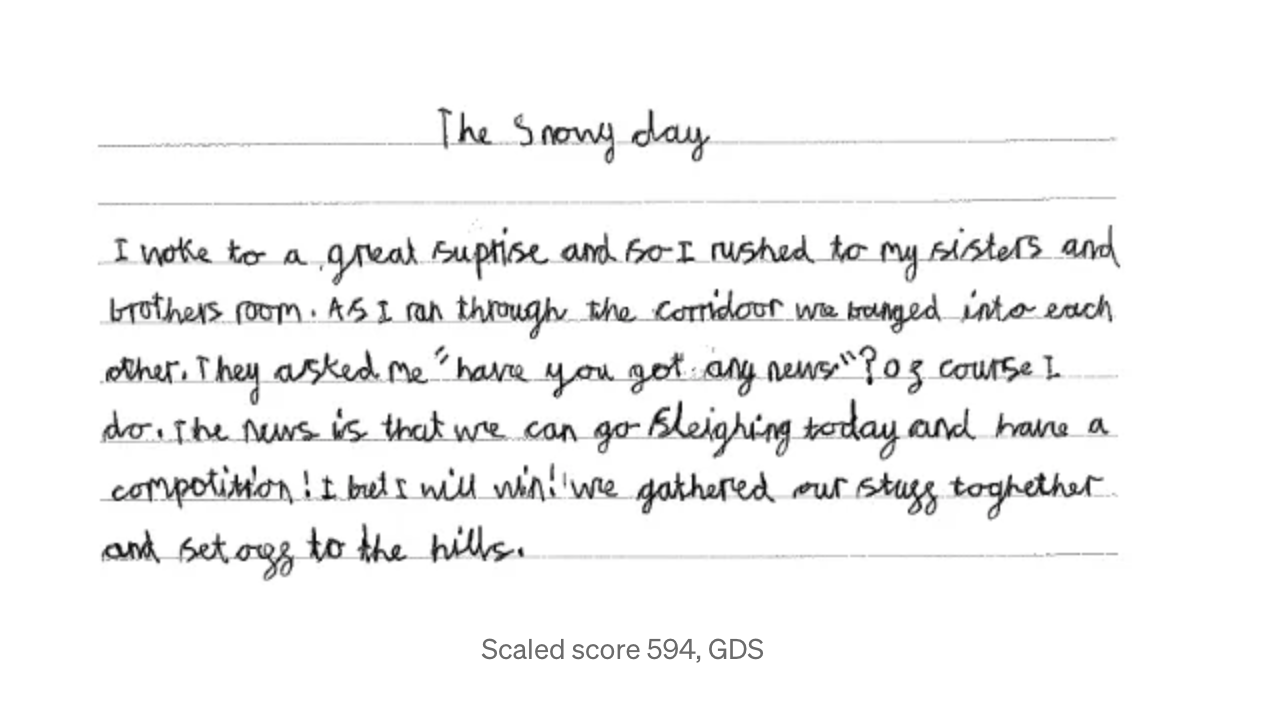 The Snowy day
I woke to a great suprise and so I rushed to my sisters and
brothers room. As I ran through the corridoor we banged into each
other. They asked me "have you got any news"? of course I
do. The news is that we can go sleighing today and have a
compotition! I bet I will win!" we gathered our stuff toghether
and set off to the hills.
Scaled score 594, GDS